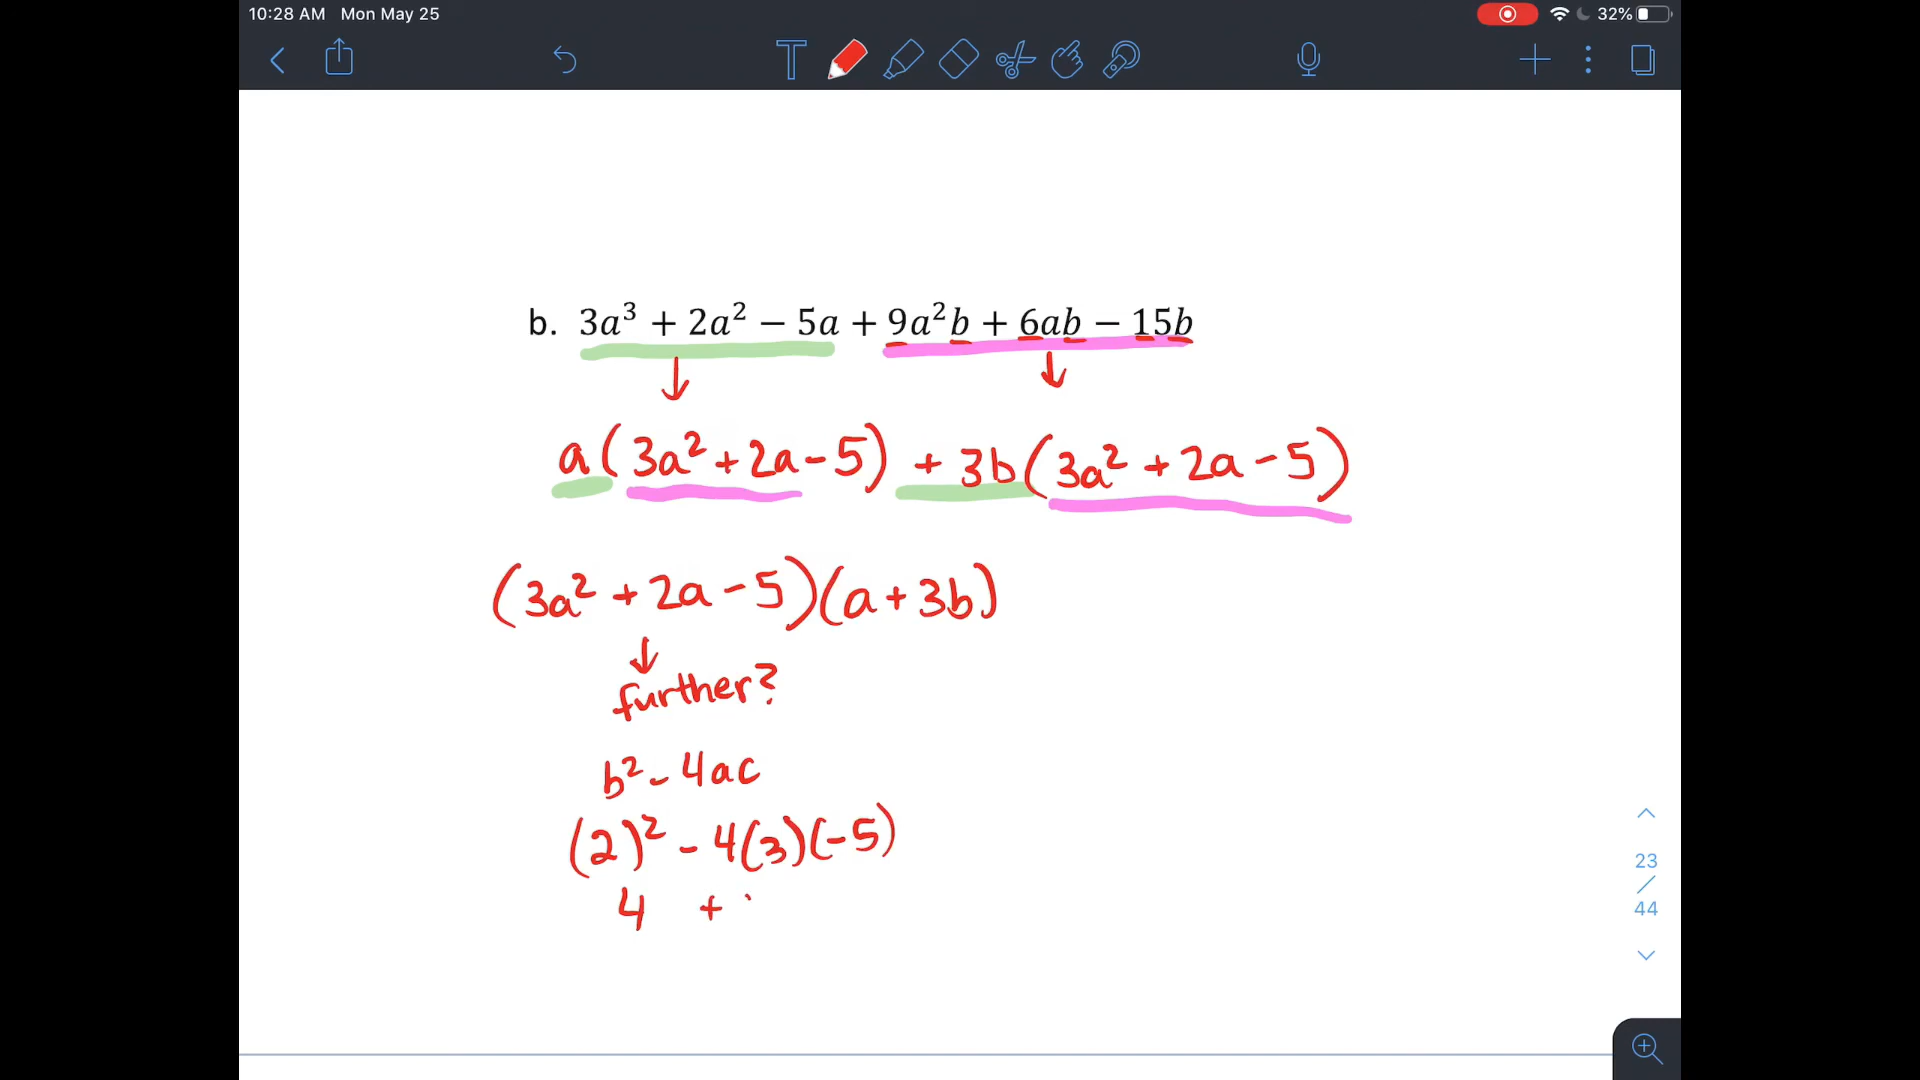 10:28 AM Mon May 25 32%
b. 3a³ + 2a² − 5a + 9a²b + 6ab − 15b
a(3a² + 2a - 5) + 3b(3a² + 2a - 5)
(3a² + 2a - 5)(a + 3b)
further?
b² - 4ac
(2)² - 4(3)(-5)
4 +
23
/
44